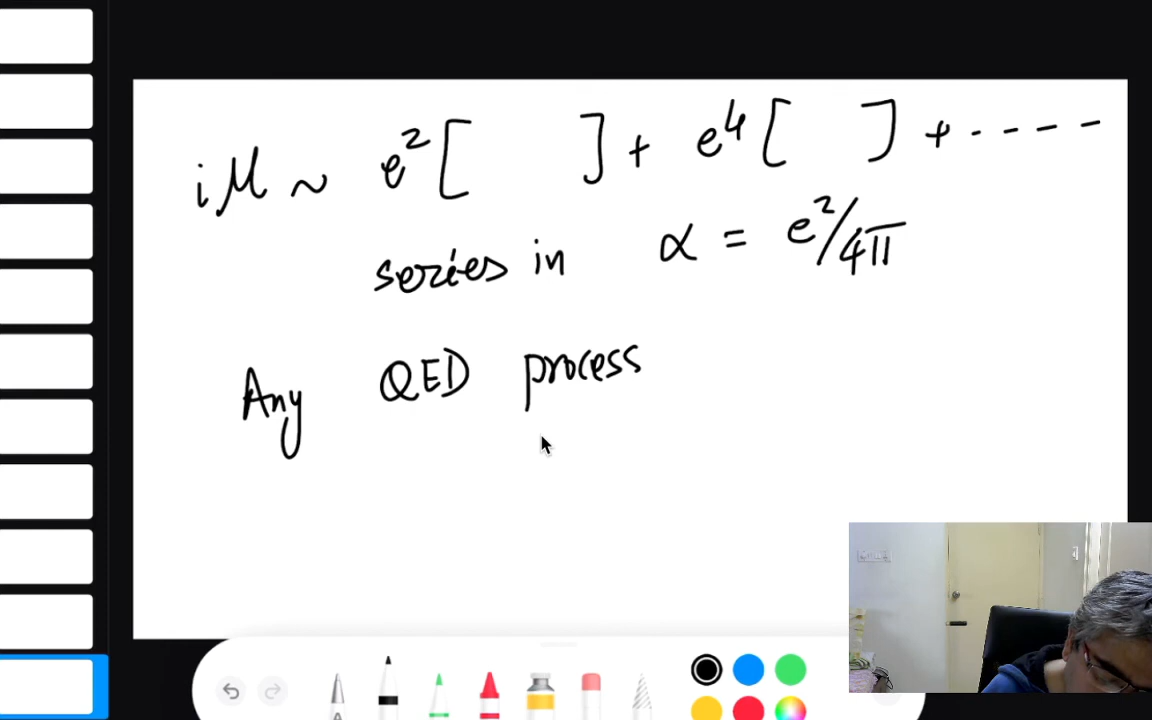 iM ~ e²[ ] + e⁴[ ] + - - - - -
series in α = e²/4π
Any QED process